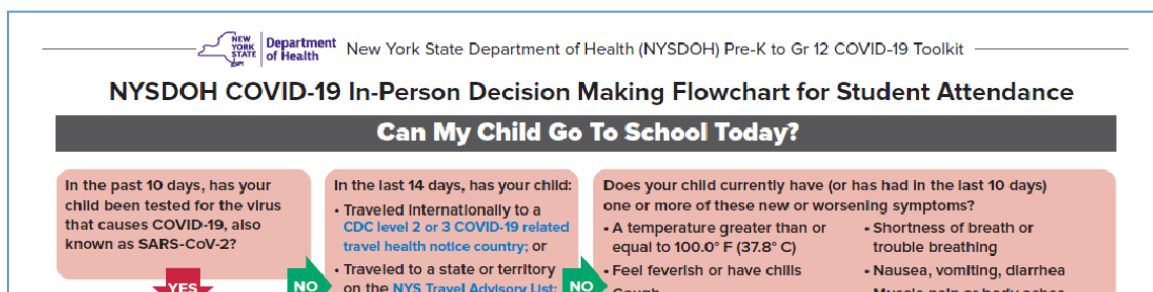 NEW
YORK
STATE
Department
of Health
New York State Department of Health (NYSDOH) Pre-K to Gr 12 COVID-19 Toolkit
NYSDOH COVID-19 In-Person Decision Making Flowchart for Student Attendance
Can My Child Go To School Today?
In the past 10 days, has your
child been tested for the virus
that causes COVID-19, also
known as SARS-CoV-2?
YES
NO
In the last 14 days, has your child:
• Traveled internationally to a
CDC level 2 or 3 COVID-19 related
travel health notice country; or
• Traveled to a state or territory
on the NYS Travel Advisory List;
NO
Does your child currently have (or has had in the last 10 days)
one or more of these new or worsening symptoms?
• A temperature greater than or
equal to 100.0° F (37.8° C)
• Feel feverish or have chills
• Cough
• Shortness of breath or
trouble breathing
• Nausea, vomiting, diarrhea
• Muscle pain or body aches